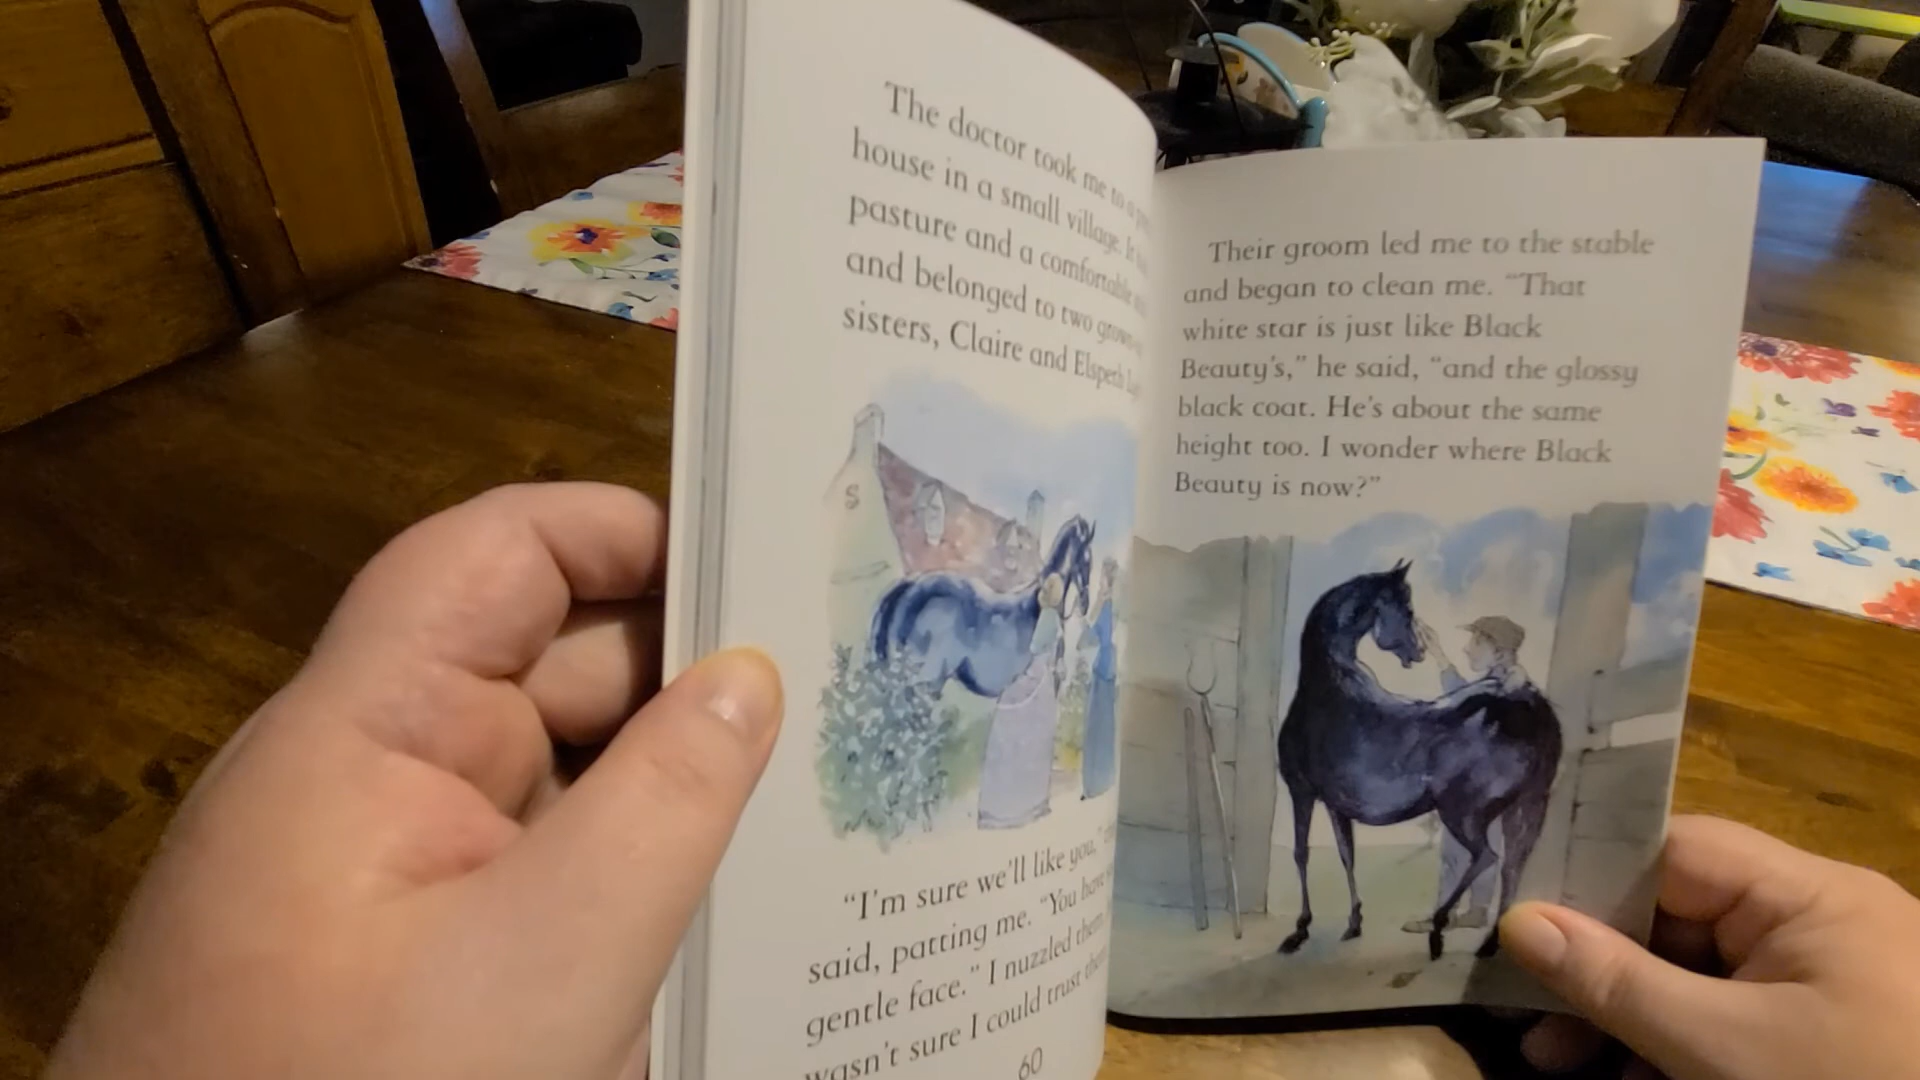 The doctor took me to a
house in a small village. It
pasture and a comfortable
and belonged to two grown-
sisters, Claire and Elspeth
S
"I'm sure we'll like you,"
said, patting me. "You have
gentle face." I nuzzled them
wasn't sure I could trust
60
Their groom led me to the stable
and began to clean me. "That
white star is just like Black
Beauty's," he said, "and the glossy
black coat. He's about the same
height too. I wonder where Black
Beauty is now?"